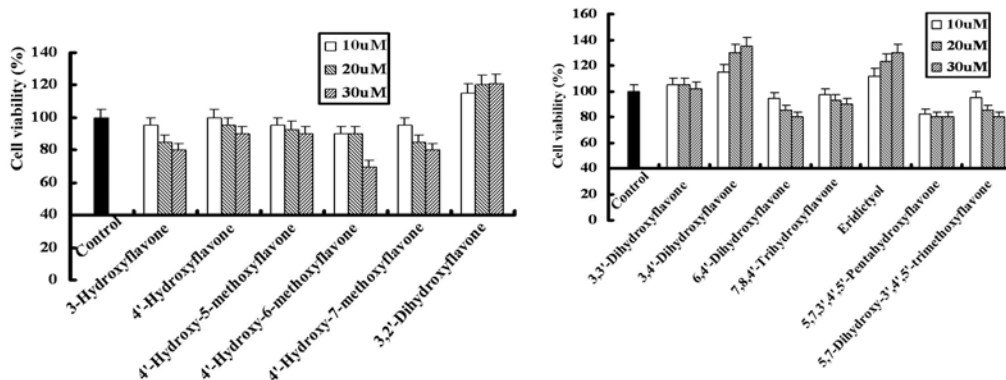 140
120
100
80
60
40
20
0
Cell viability (%)
10uM
20uM
30uM
Control
3-Hydroxyflavone
4'-Hydroxyflavone
4'-Hydroxy-5-methoxyflavone
4'-Hydroxy-6-methoxyflavone
4'-Hydroxy-7-methoxyflavone
3,2'-Dihydroxyflavone
160
140
120
100
80
60
40
20
0
Cell viability (%)
10uM
20uM
30uM
Control
3,3'-Dihydroxyflavone
3,4'-Dihydroxyflavone
6,4'-Dihydroxyflavone
7,8,4'-Trihydroxyflavone
Eridictyol
5,7,3',4',5'-Pentahydroxyflavone
5,7-Dihydroxy-3',4',5'-trimethoxyflavone